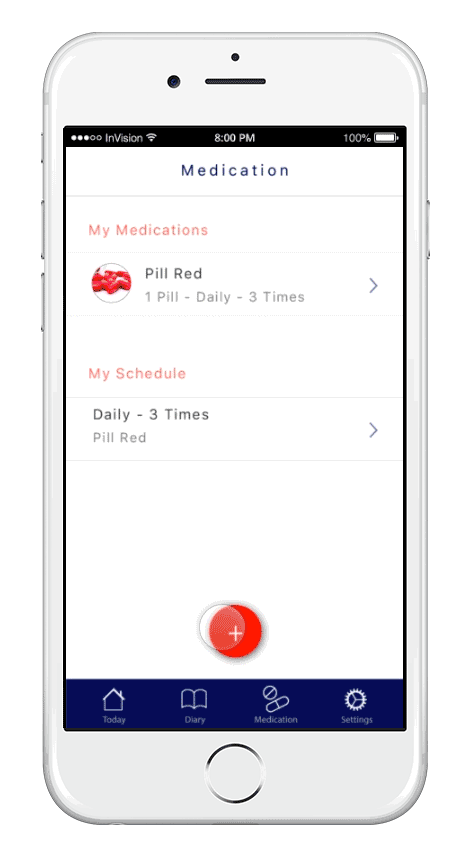 InVision 8:00 PM 100%
Medication
My Medications
Pill Red
1 Pill - Daily - 3 Times
My Schedule
Daily - 3 Times
Pill Red
+
Today Diary Medication Settings